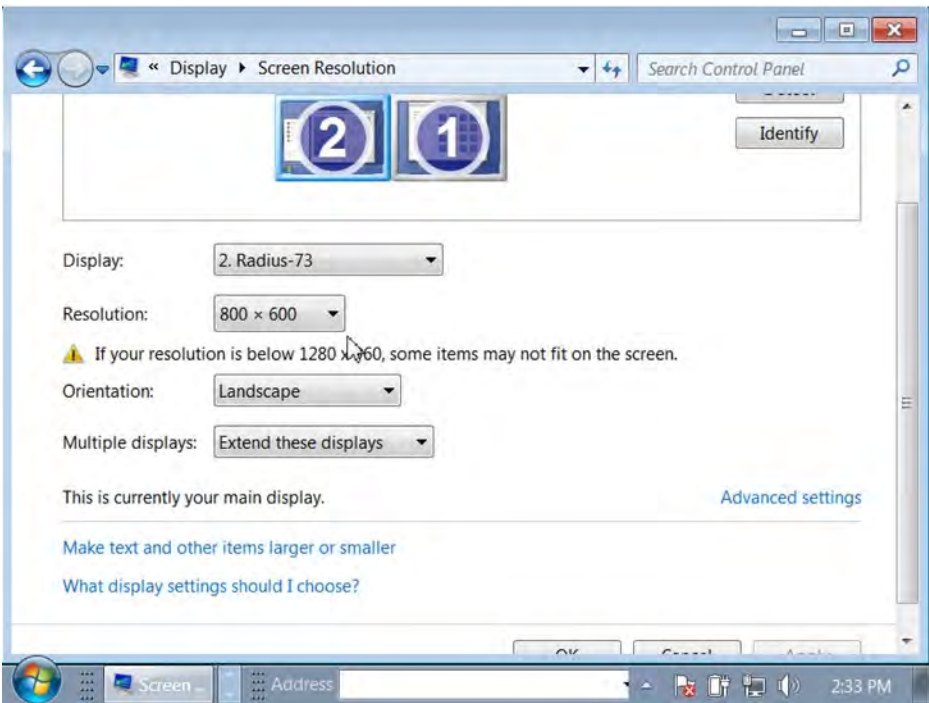 « Display ▸ Screen Resolution
Search Control Panel
2
1
Identify
Display:
2. Radius-73
Resolution:
800 × 600
If your resolution is below 1280 x 760, some items may not fit on the screen.
Orientation:
Landscape
Multiple displays:
Extend these displays
This is currently your main display.
Advanced settings
Make text and other items larger or smaller
What display settings should I choose?
OK
Cancel
Screen ...
Address
2:33 PM